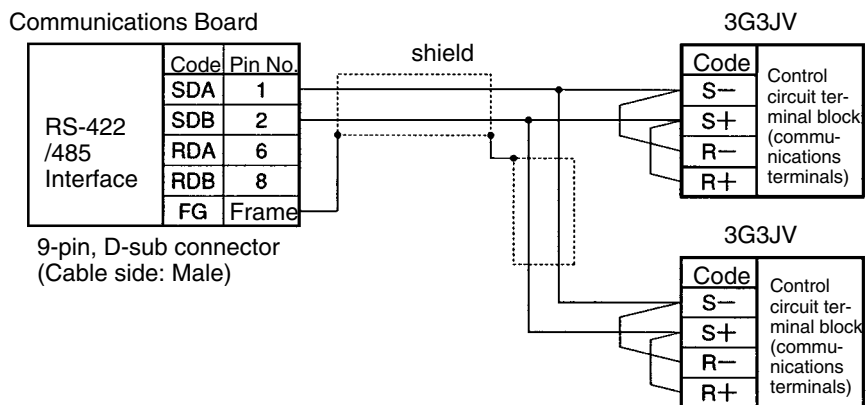 Communications Board
3G3JV
shield
RS-422
/485
Interface
Code Pin No.
SDA 1
SDB 2
RDA 6
RDB 8
FG Frame
9-pin, D-sub connector
(Cable side: Male)
Code
S−
S+
R−
R+
Control
circuit ter-
minal block
(commu-
nications
terminals)
3G3JV
Code
S−
S+
R−
R+
Control
circuit ter-
minal block
(commu-
nications
terminals)